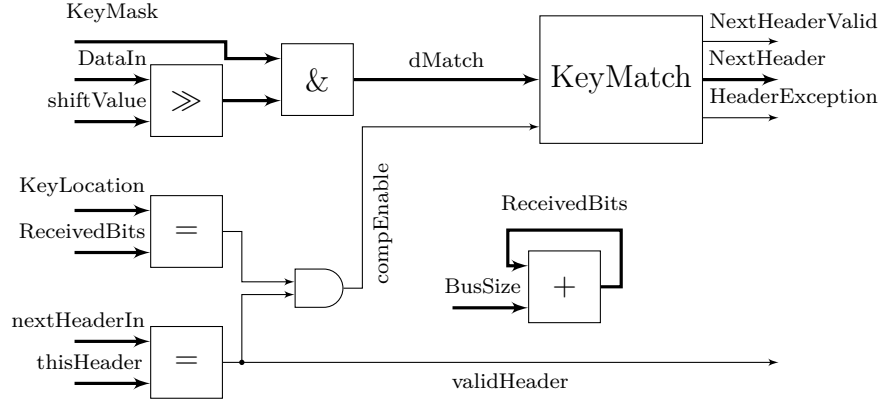 KeyMask
DataIn
shiftValue
≫
&
dMatch
KeyMatch
NextHeaderValid
NextHeader
HeaderException
KeyLocation
ReceivedBits
=
compEnable
ReceivedBits
BusSize
+
nextHeaderIn
thisHeader
=
validHeader